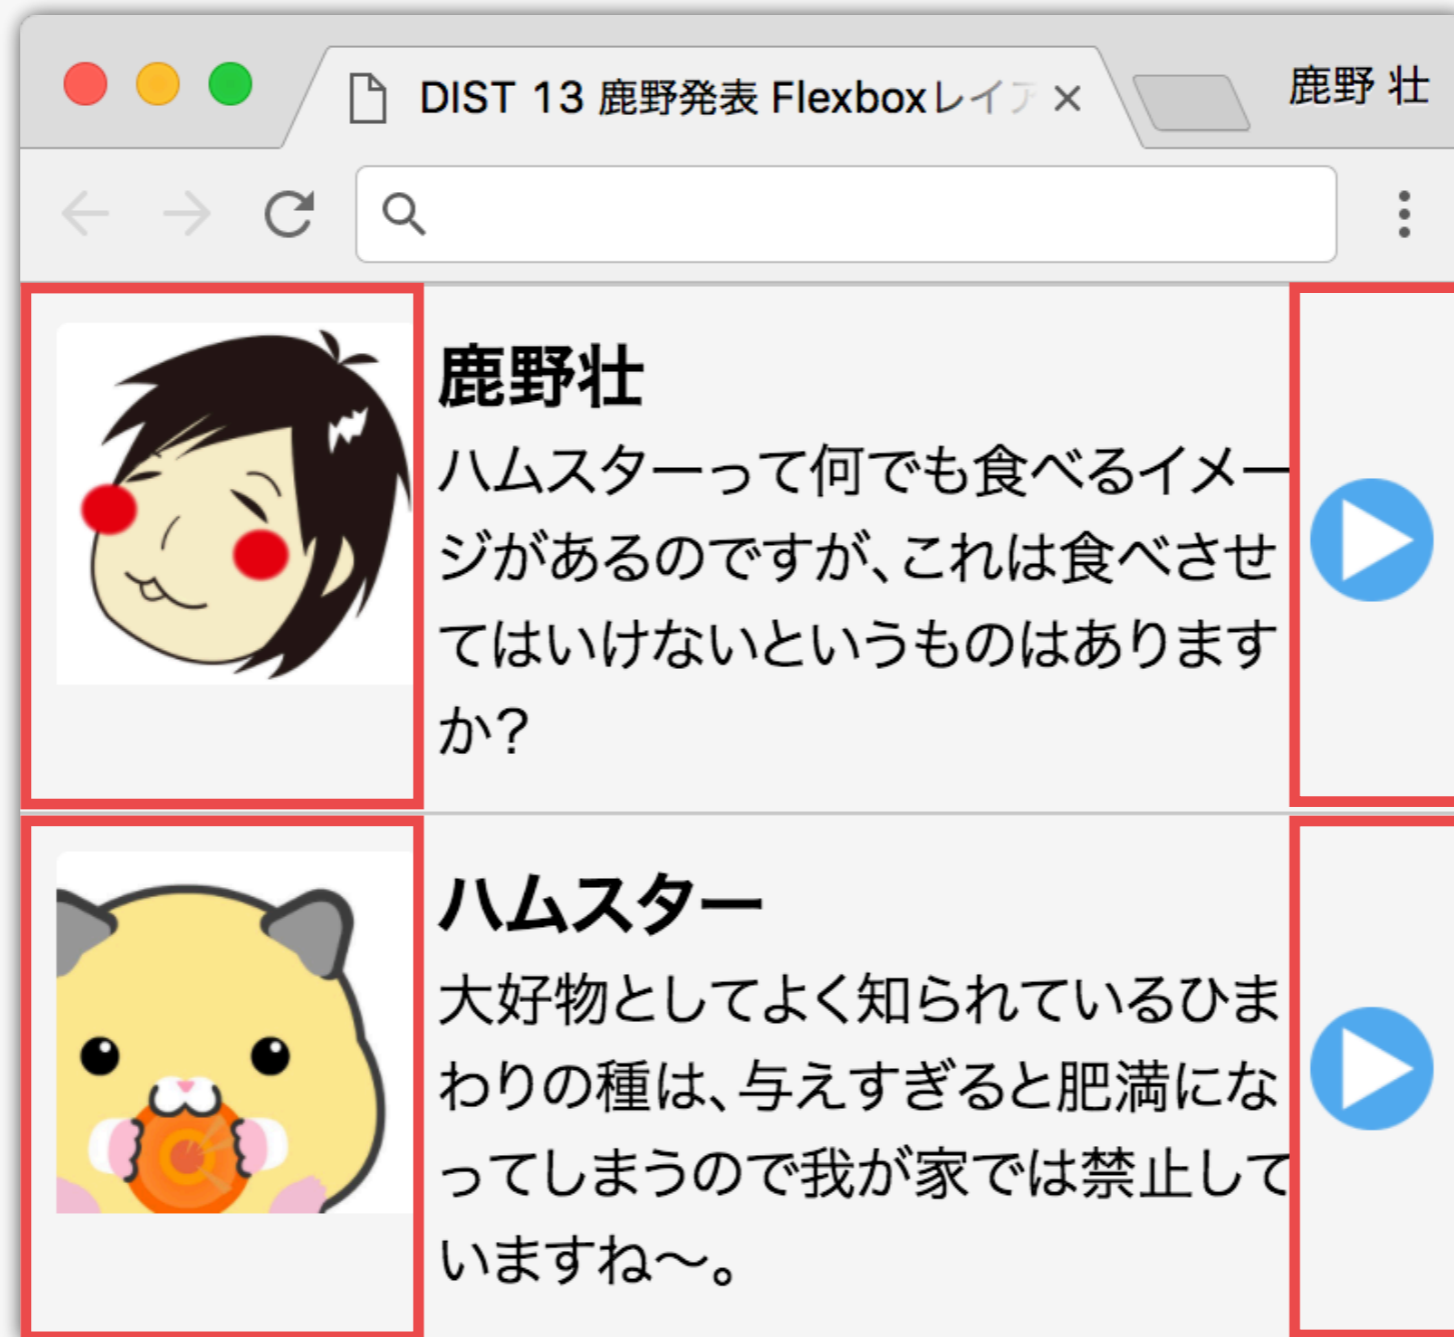 DIST 13 鹿野発表 Flexboxレイア
鹿野 壮
鹿野壮
ハムスターって何でも食べるイメー
ジがあるのですが、これは食べさせ
てはいけないというものはあります
か？
ハムスター
大好物としてよく知られているひま
わりの種は、与えすぎると肥満にな
ってしまうので我が家では禁止して
いますね〜。